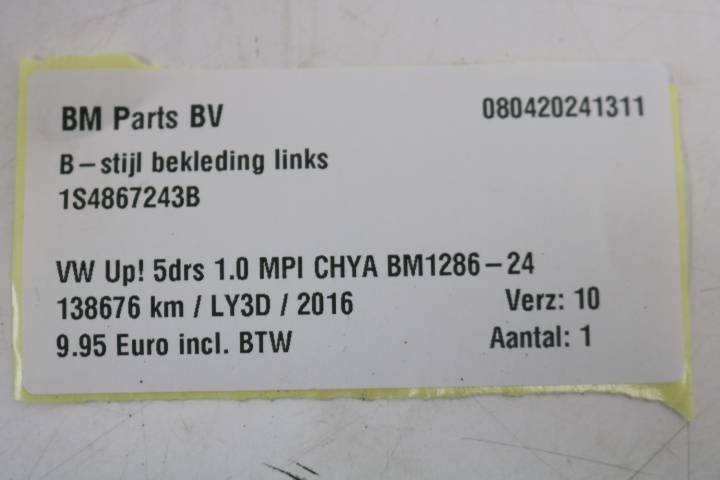 BM Parts BV 080420241311
B-stijl bekleding links
1S4867243B
VW Up! 5drs 1.0 MPI CHYA BM1286-24
138676 km / LY3D / 2016 Verz: 10
9.95 Euro incl. BTW Aantal: 1